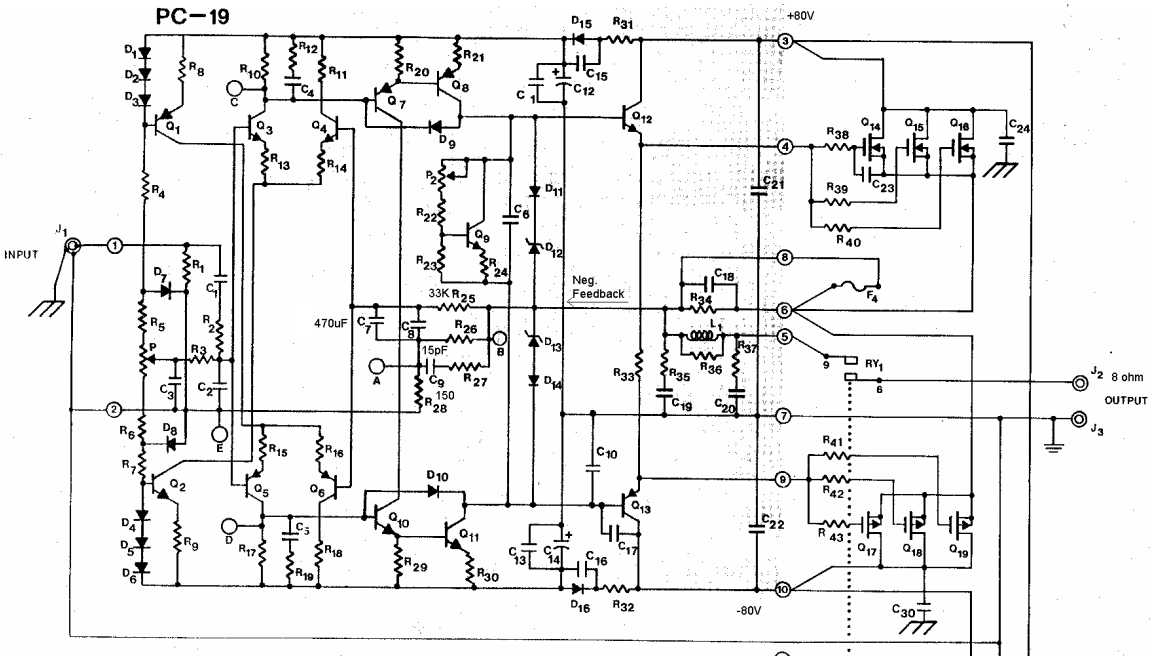 PC-19
+80V
D15
R31
3
D1
D2
D3
R8
R10
R12
C4
R11
R20
R21
C15
C1
C12
Q1
C
Q3
Q4
Q7
Q8
D9
Q12
Q14
Q15
Q16
C24
R38
4
C23
R13
R14
R4
P2
R22
Q9
R23
R24
C6
D11
D12
C21
R39
R40
J1
INPUT
1
R1
D7
C1
8
C18
F4
Neg.
Feedback
R34
6
33K R25
470uF
C7
C8
R26
B
R5
R2
P
R3
L1
5
R37
R36
RY1
9
15pF
A
C9
R27
150
R28
D13
D14
R33
R35
C3
C2
C19
C20
6
J2
8 ohm
OUTPUT
2
7
J3
R6
D8
E
R7
R15
R16
Q2
Q5
Q6
D10
C10
R41
R42
9
Q13
Q10
Q11
D
C5
D4
D5
D6
R9
R17
R19
R18
R29
R30
C13
C14
C16
C17
C22
R43
Q17
Q18
Q19
D16
R32
10
-80V
C30